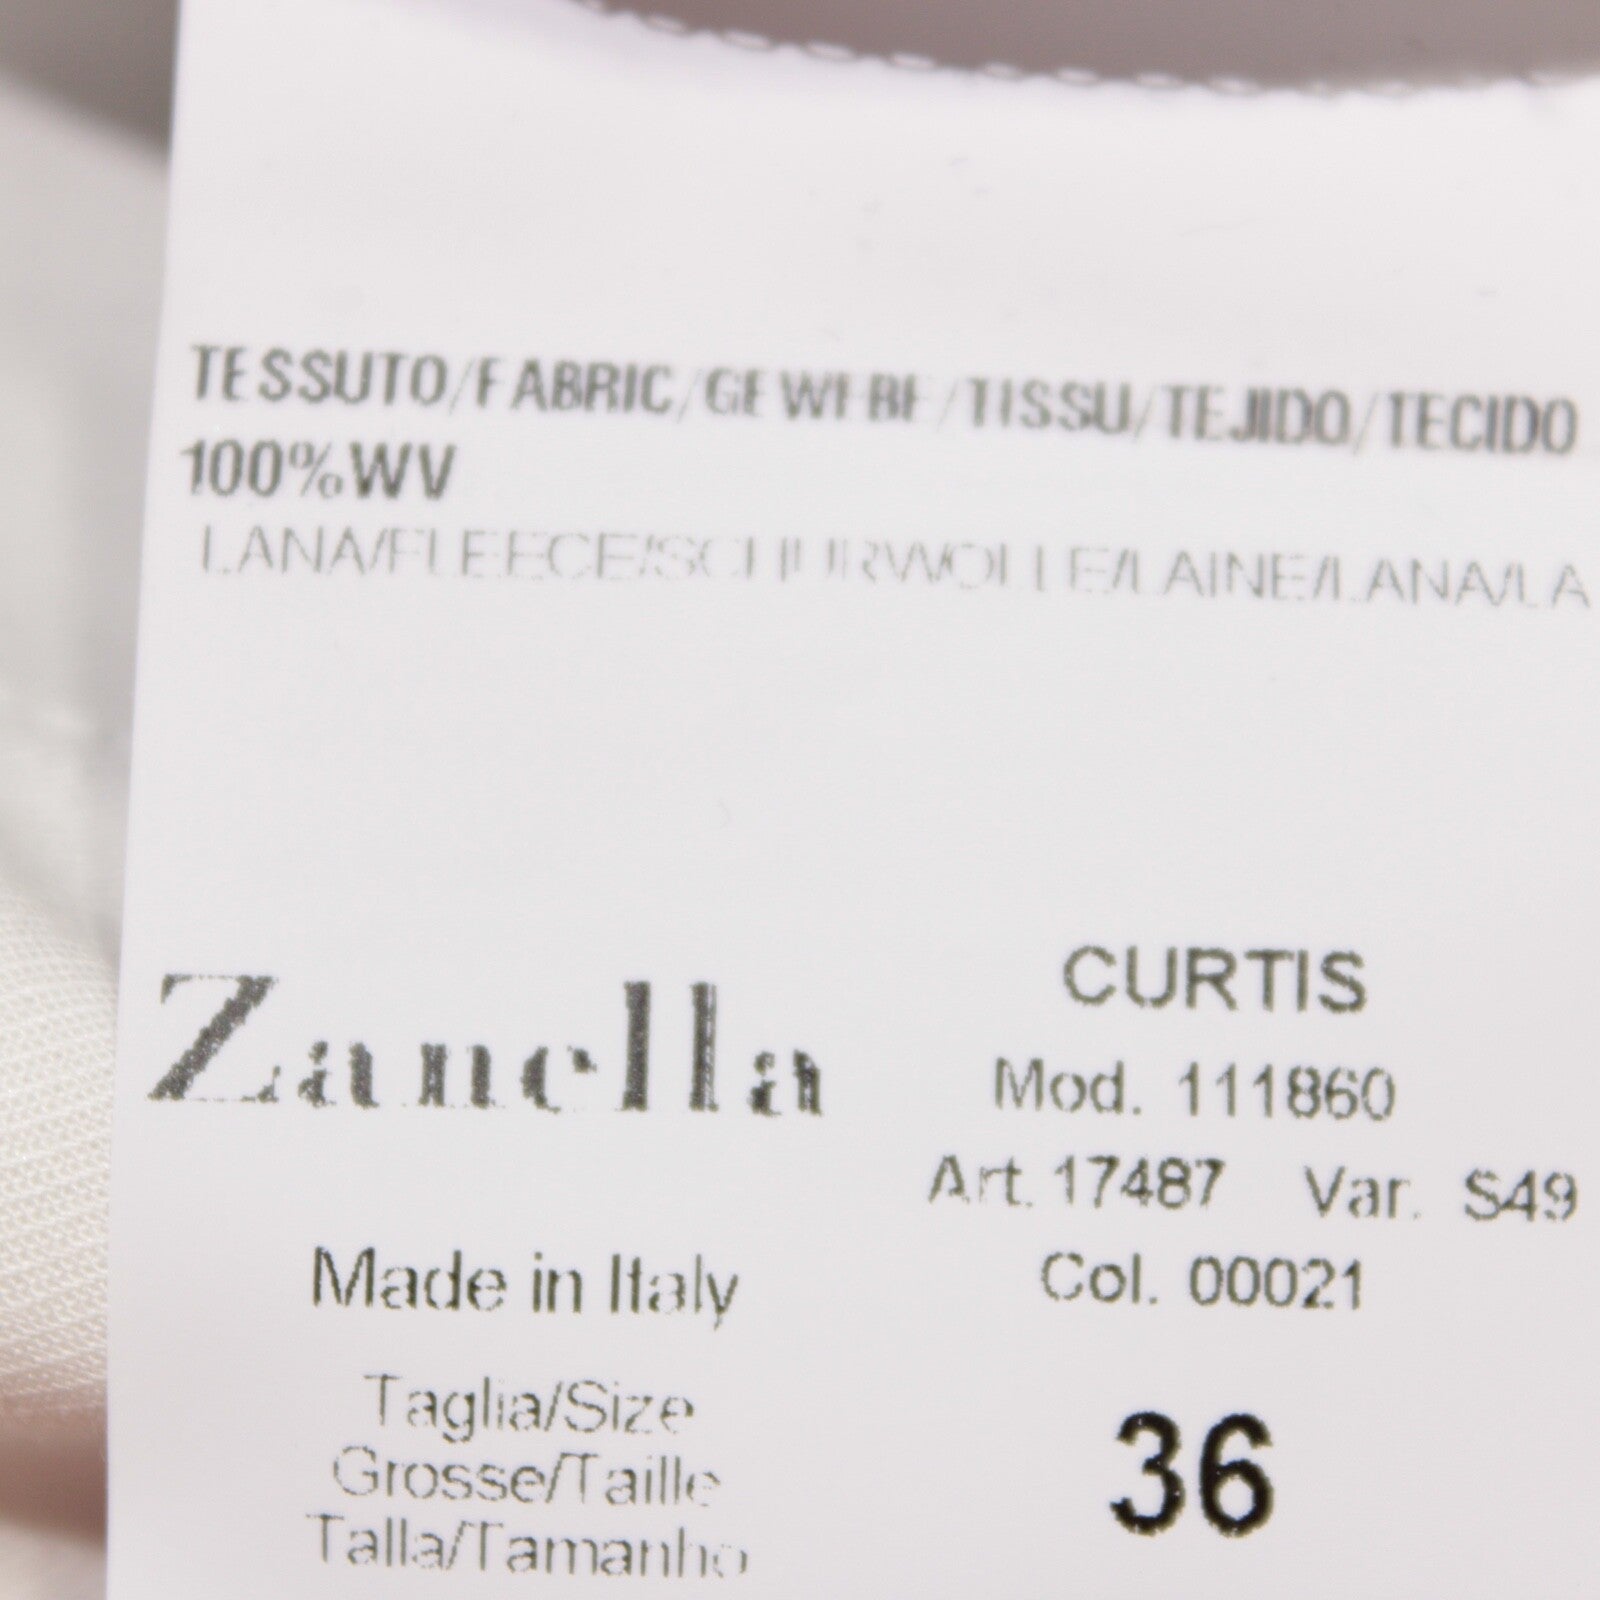 TESSUTO/FABRIC/GEWEBE/TISSU/TEJIDO/TECIDO
100%WV
LANA/FLEECE/SCHURWOLLE/LAINE/LANA/LA
Zanella
CURTIS
Mod. 111860
Art. 17487 Var. S49
Made in Italy
Col. 00021
Taglia/Size
Grosse/Taille
Talla/Tamanho
36